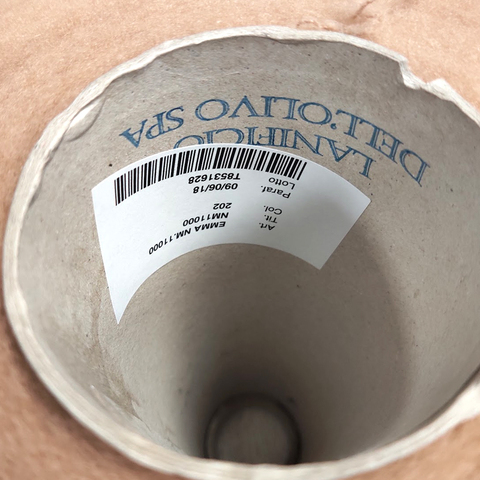 LANIFICIO
DELL'OLIVO SPA
Art. EMMA NM.11000
Tit. NM11000
Col. 202
Paraf. 09/06/18
Lotto T8531628